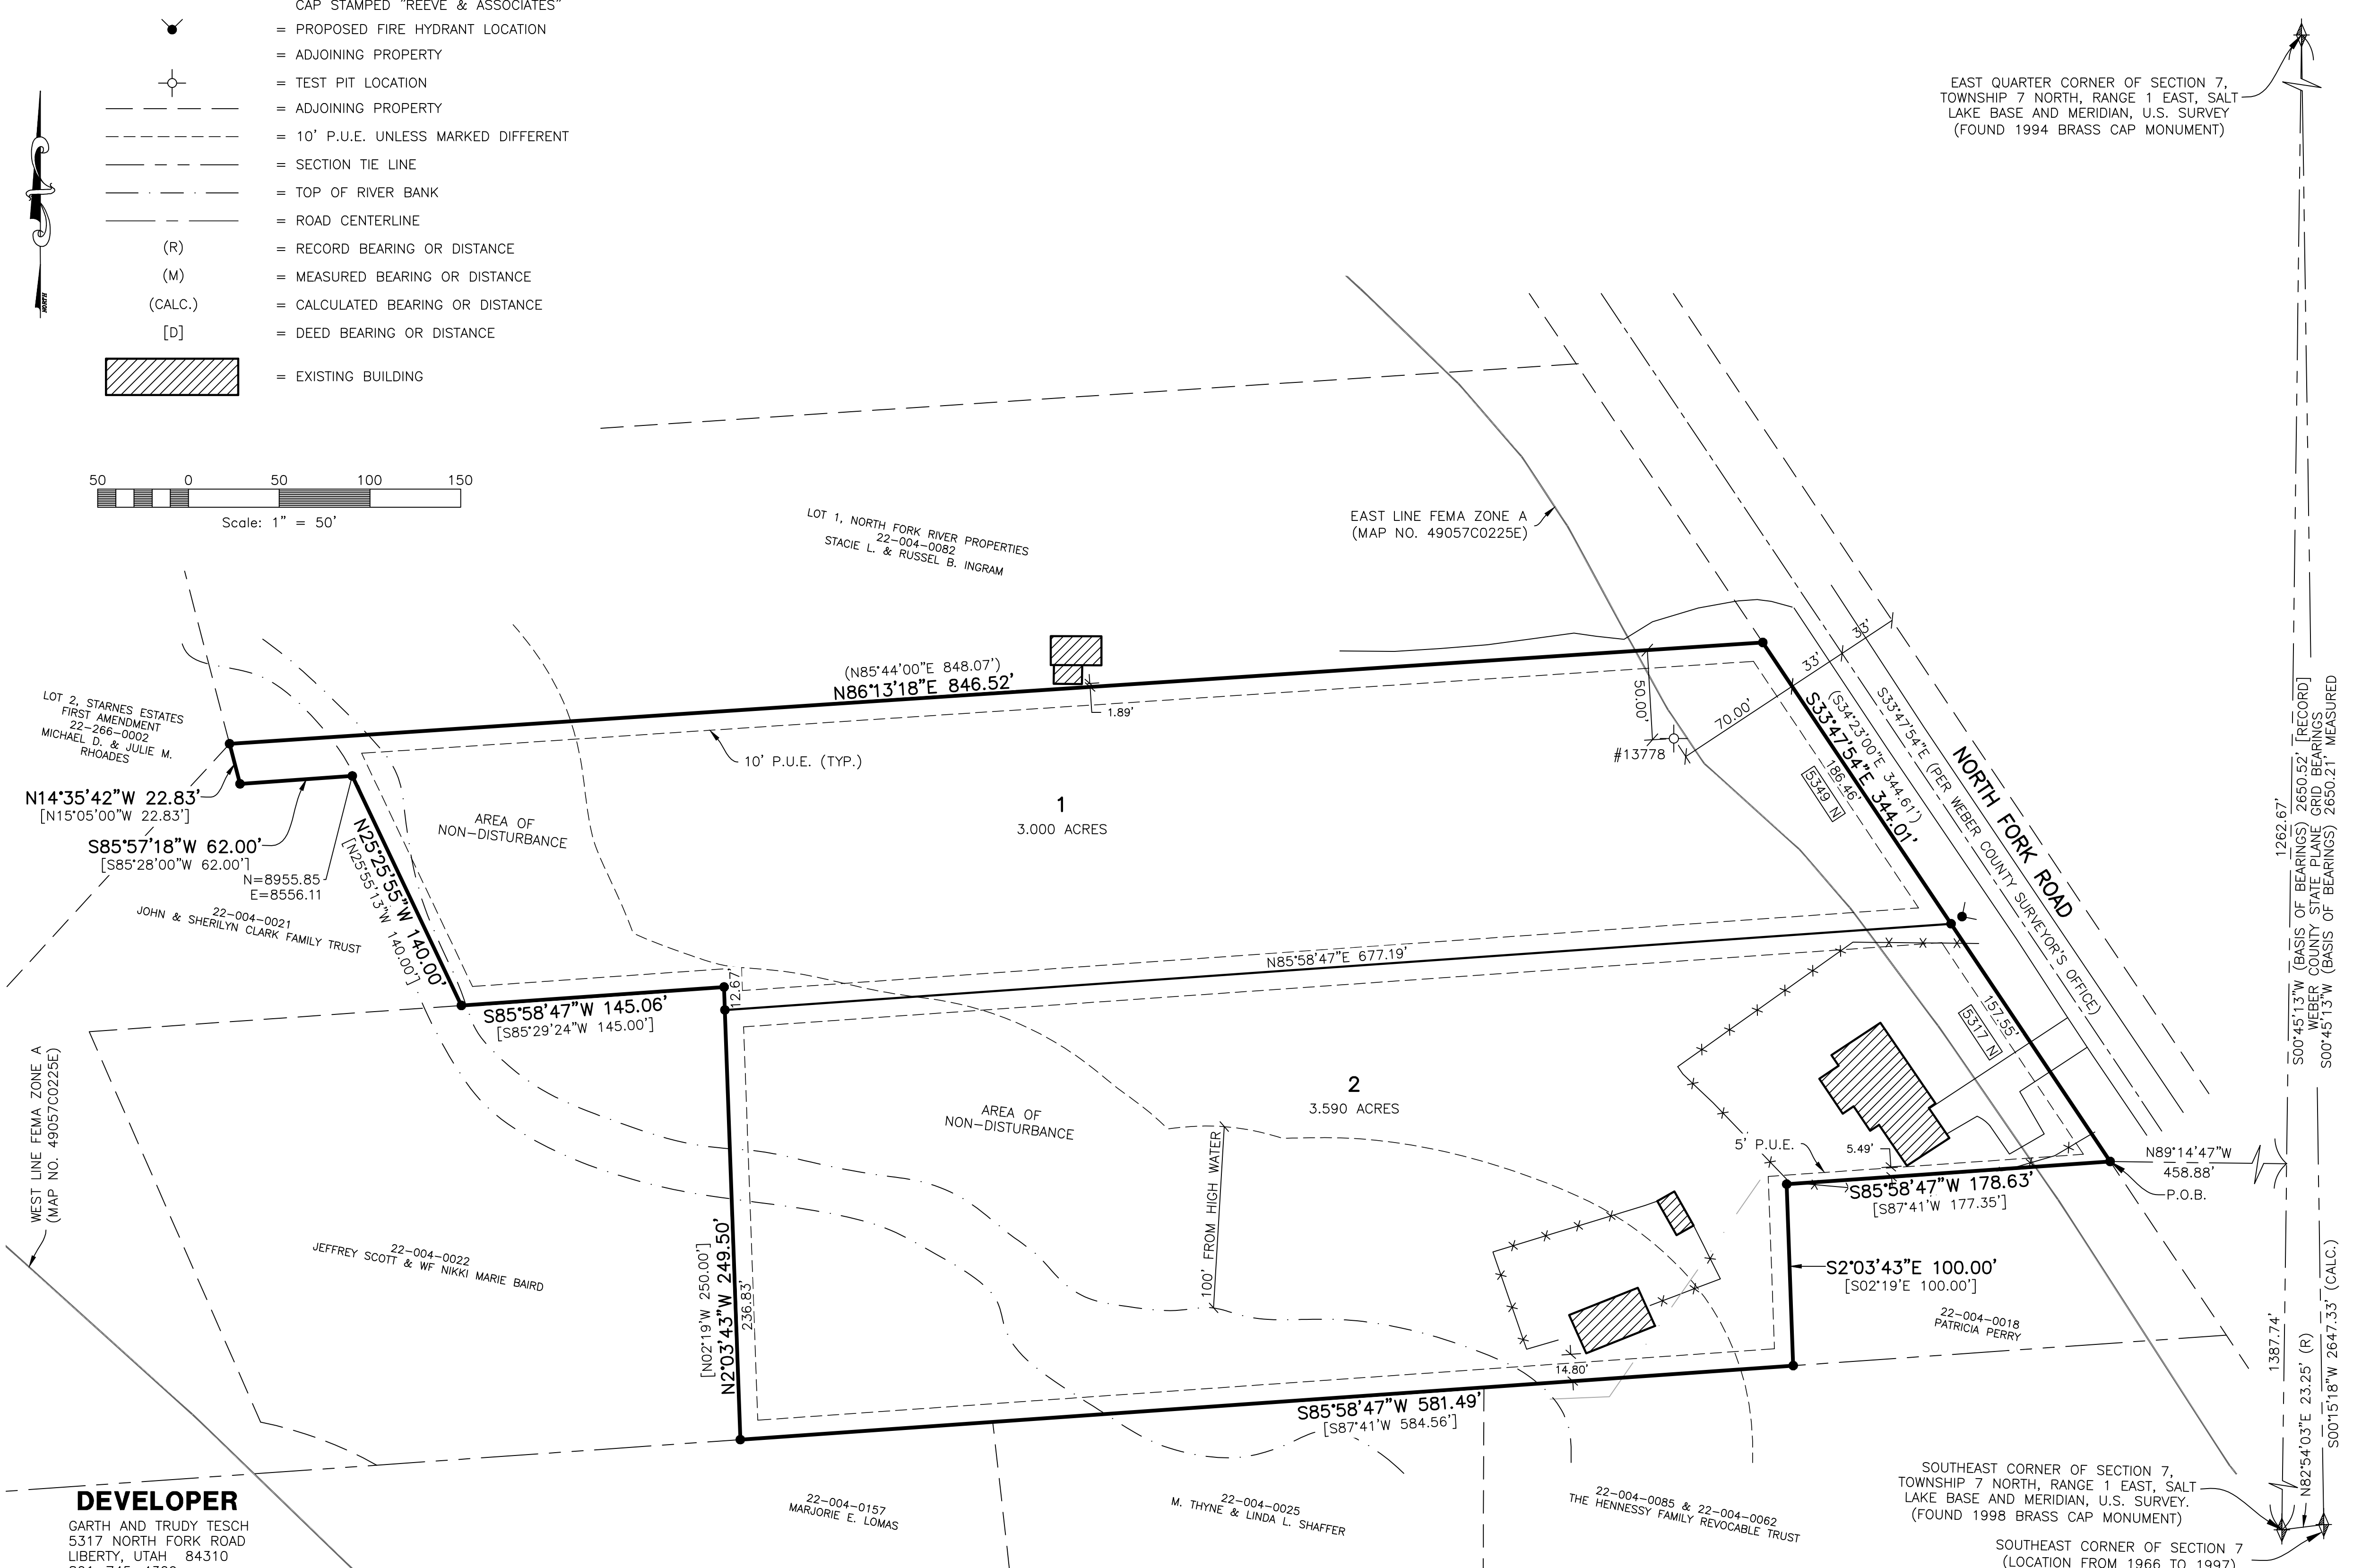 CAP STAMPED "REEVE & ASSOCIATES"
= PROPOSED FIRE HYDRANT LOCATION
= ADJOINING PROPERTY
= TEST PIT LOCATION
= ADJOINING PROPERTY
= 10' P.U.E. UNLESS MARKED DIFFERENT
= SECTION TIE LINE
= TOP OF RIVER BANK
= ROAD CENTERLINE
(R) = RECORD BEARING OR DISTANCE
(M) = MEASURED BEARING OR DISTANCE
(CALC.) = CALCULATED BEARING OR DISTANCE
[D] = DEED BEARING OR DISTANCE
= EXISTING BUILDING
NORTH
50 0 50 100 150
Scale: 1" = 50'
EAST QUARTER CORNER OF SECTION 7,
TOWNSHIP 7 NORTH, RANGE 1 EAST, SALT
LAKE BASE AND MERIDIAN, U.S. SURVEY
(FOUND 1994 BRASS CAP MONUMENT)
LOT 1, NORTH FORK RIVER PROPERTIES
22-004-0082
STACIE L. & RUSSEL B. INGRAM
EAST LINE FEMA ZONE A
(MAP NO. 49057C0225E)
(N85°44'00"E 848.07')
N86°13'18"E 846.52'
1.89'
10' P.U.E. (TYP.)
50.00'
#13778
70.00'
33'
33'
S33°47'54"E 344.01'
(S34°23'00"E 344.61')
186.46'
5349 N
S33°47'54"E (PER WEBER COUNTY SURVEYOR'S OFFICE)
NORTH FORK ROAD
LOT 2, STARNES ESTATES
FIRST AMENDMENT
22-266-0002
MICHAEL D. & JULIE M.
RHOADES
N14°35'42"W 22.83'
[N15°05'00"W 22.83']
S85°57'18"W 62.00'
[S85°28'00"W 62.00']
N=8955.85
E=8556.11
22-004-0021
JOHN & SHERILYN CLARK FAMILY TRUST
N25°25'55"W 140.00'
[N25°55'13"W 140.00']
AREA OF
NON-DISTURBANCE
1
3.000 ACRES
S85°58'47"W 145.06'
[S85°29'24"W 145.00']
12.67
N85°58'47"E 677.19'
157.55'
5317 N
2
3.590 ACRES
AREA OF
NON-DISTURBANCE
100' FROM HIGH WATER
5' P.U.E.
5.49'
S85°58'47"W 178.63'
[S87°41'W 177.35']
N89°14'47"W
458.88'
P.O.B.
S2°03'43"E 100.00'
[S02°19'E 100.00']
22-004-0018
PATRICIA PERRY
[N02°19'W 250.00']
N2°03'43"W 249.50'
236.83'
14.80'
S85°58'47"W 581.49'
[S87°41'W 584.56']
WEST LINE FEMA ZONE A
(MAP NO. 49057C0225E)
22-004-0022
JEFFREY SCOTT & WF NIKKI MARIE BAIRD
22-004-0157
MARJORIE E. LOMAS
22-004-0025
M. THYNE & LINDA L. SHAFFER
22-004-0085 & 22-004-0062
THE HENNESSY FAMILY REVOCABLE TRUST
1262.67'
S00°45'13"W (BASIS OF BEARINGS) 2650.52' [RECORD]
WEBER COUNTY STATE PLANE GRID BEARINGS
S00°45'13"W (BASIS OF BEARINGS) 2650.21' MEASURED
1387.74'
N82°54'03"E 23.25' (R)
S00°15'18"W 2647.33' (CALC.)
SOUTHEAST CORNER OF SECTION 7,
TOWNSHIP 7 NORTH, RANGE 1 EAST, SALT
LAKE BASE AND MERIDIAN, U.S. SURVEY.
(FOUND 1998 BRASS CAP MONUMENT)
SOUTHEAST CORNER OF SECTION 7
(LOCATION FROM 1966 TO 1997)
DEVELOPER
GARTH AND TRUDY TESCH
5317 NORTH FORK ROAD
LIBERTY, UTAH 84310